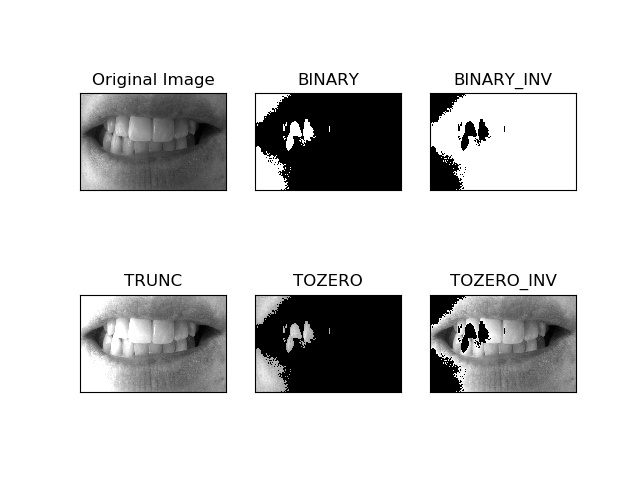 Original Image
BINARY
BINARY_INV
TRUNC
TOZERO
TOZERO_INV